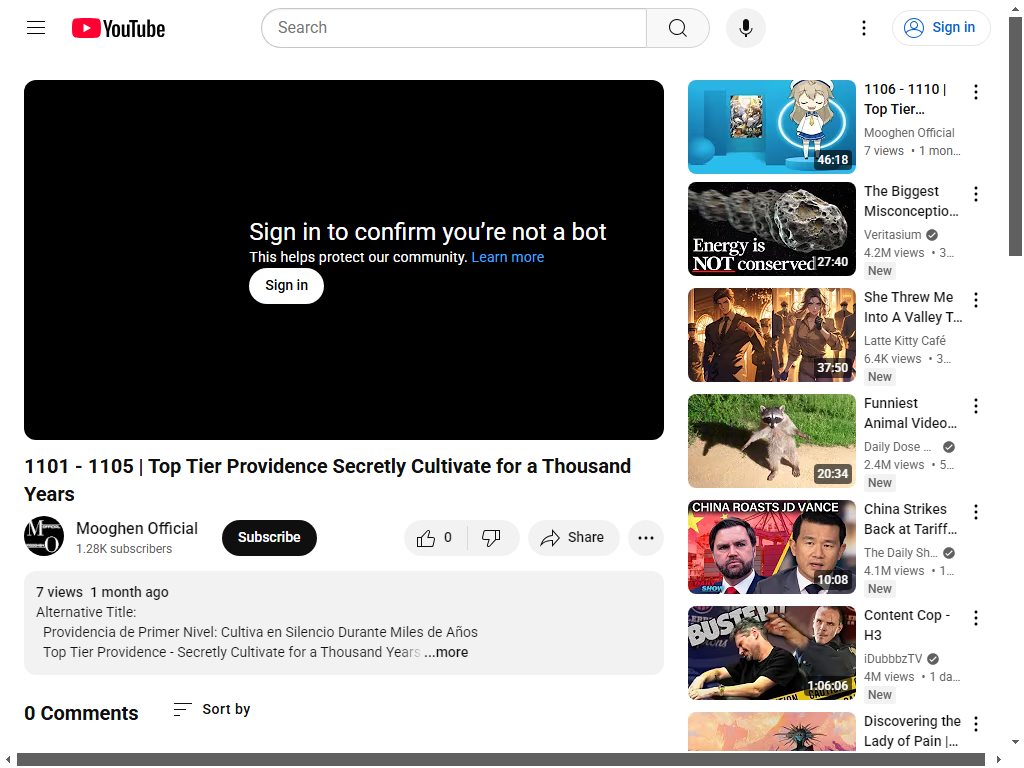 YouTube
Search
Sign in
Sign in to confirm you're not a bot
This helps protect our community. Learn more
Sign in
1101 - 1105 | Top Tier Providence Secretly Cultivate for a Thousand
Years
Mooghen Official
1.28K subscribers
Subscribe
0
Share
7 views 1 month ago
Alternative Title:
Providencia de Primer Nivel: Cultiva en Silencio Durante Miles de Años
Top Tier Providence - Secretly Cultivate for a Thousand Years ...more
0 Comments
Sort by
46:18
1106 - 1110 |
Top Tier…
Mooghen Official
7 views • 1 mon…
Energy is
NOT conserved
27:40
The Biggest
Misconceptio…
Veritasium
4.2M views • 3…
New
37:50
She Threw Me
Into A Valley T…
Latte Kitty Café
6.4K views • 3…
New
20:34
Funniest
Animal Video…
Daily Dose …
2.4M views • 5…
New
CHINA ROASTS JD VANCE
10:08
China Strikes
Back at Tariff…
The Daily Sh…
4.1M views • 1…
New
BUSTED!
1:06:06
Content Cop -
H3
iDubbbzTV
4M views • 1 da…
New
Discovering the
Lady of Pain |…